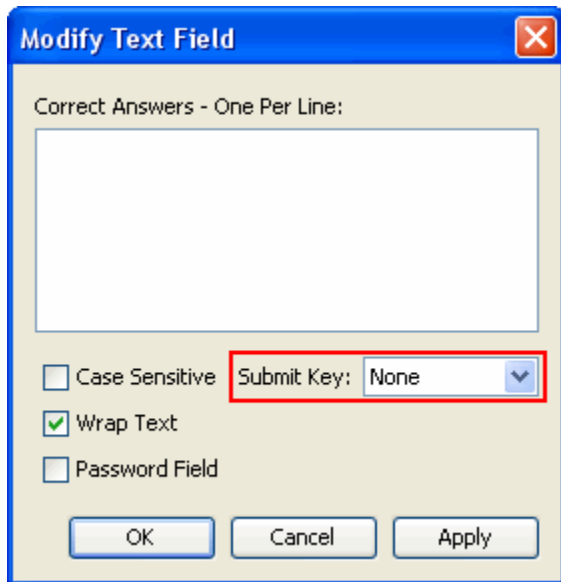 Modify Text Field
Correct Answers - One Per Line:
Case Sensitive Submit Key: None
Wrap Text
Password Field
OK Cancel Apply